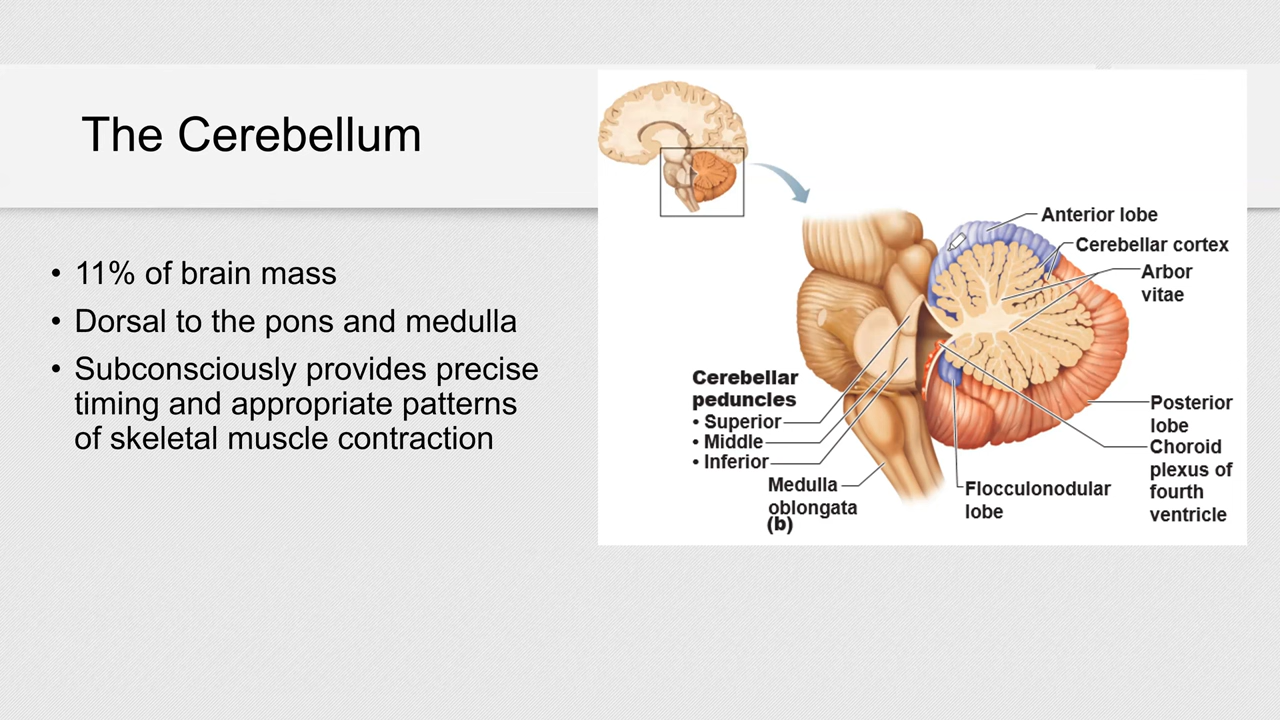 The Cerebellum
• 11% of brain mass
• Dorsal to the pons and medulla
• Subconsciously provides precise
timing and appropriate patterns
of skeletal muscle contraction
Anterior lobe
Cerebellar cortex
Arbor
vitae
Cerebellar
peduncles
• Superior
• Middle
• Inferior
Medulla
oblongata
(b)
Flocculonodular
lobe
Posterior
lobe
Choroid
plexus of
fourth
ventricle